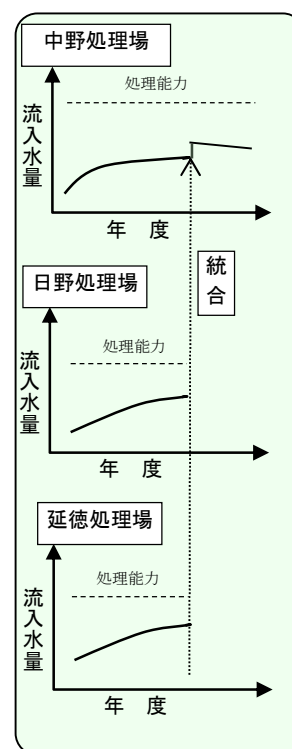 中野処理場
処理能力
流入水量
年 度
統合
日野処理場
処理能力
流入水量
年 度
延徳処理場
処理能力
流入水量
年 度